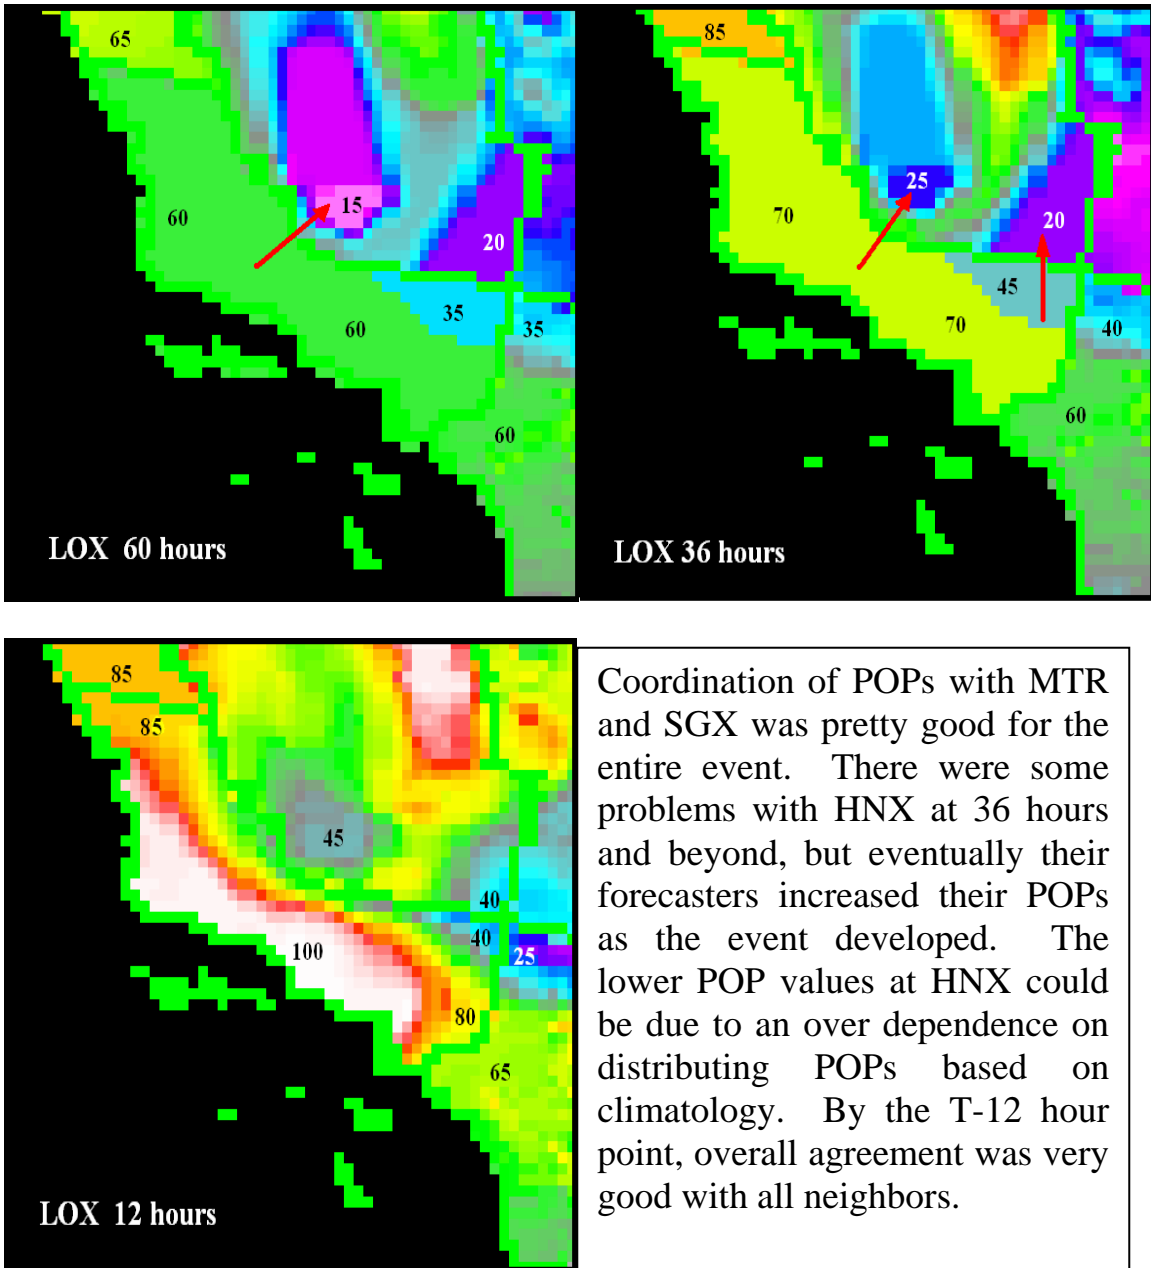 65
60
15
20
60
35
35
60
LOX 60 hours
85
70
25
20
45
70
40
60
LOX 36 hours
85
85
45
40
40
100
25
80
65
LOX 12 hours
Coordination of POPs with MTR
and SGX was pretty good for the
entire event. There were some
problems with HNX at 36 hours
and beyond, but eventually their
forecasters increased their POPs
as the event developed. The
lower POP values at HNX could
be due to an over dependence on
distributing POPs based on
climatology. By the T-12 hour
point, overall agreement was very
good with all neighbors.